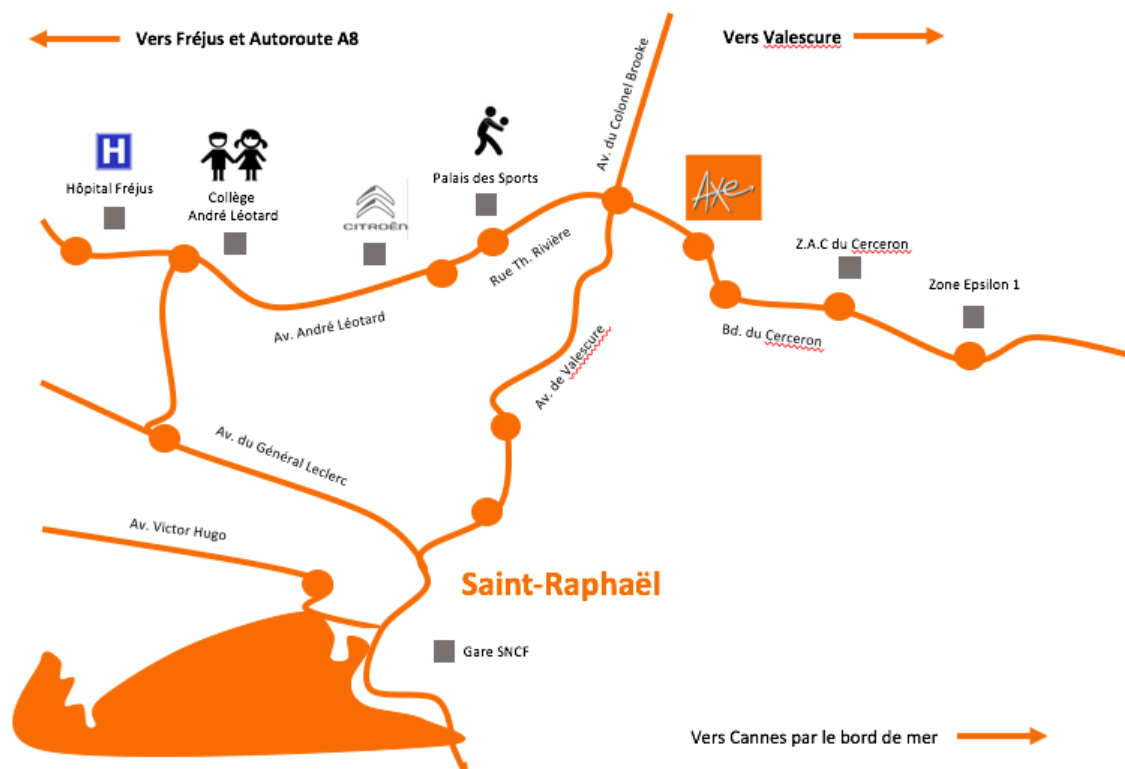 Vers Fréjus et Autoroute A8
Vers Valescure
Av. du Colonel Brooke
H
Hôpital Fréjus
Collège
André Léotard
CITROËN
Palais des Sports
Axe
Rue Th. Rivière
Z.A.C du Cerceron
Zone Epsilon 1
Av. André Léotard
Bd. du Cerceron
Av. de Valescure
Av. du Général Leclerc
Av. Victor Hugo
Saint-Raphaël
Gare SNCF
Vers Cannes par le bord de mer